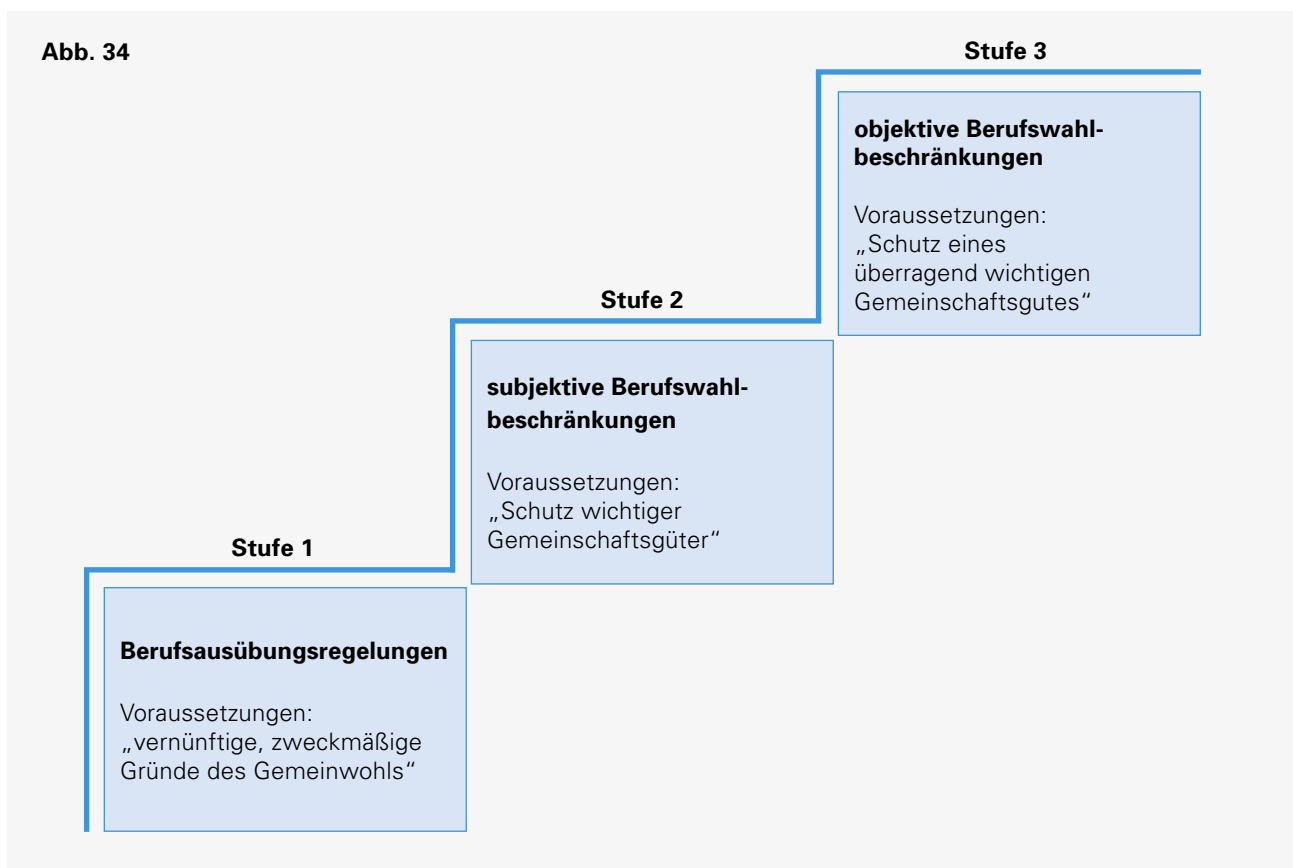 Abb. 34
Stufe 3
objektive Berufswahl-
beschränkungen
Voraussetzungen:
„Schutz eines
überragend wichtigen
Gemeinschaftsgutes“
Stufe 2
subjektive Berufswahl-
beschränkungen
Voraussetzungen:
„Schutz wichtiger
Gemeinschaftsgüter“
Stufe 1
Berufsausübungsregelungen
Voraussetzungen:
„vernünftige, zweckmäßige
Gründe des Gemeinwohls“